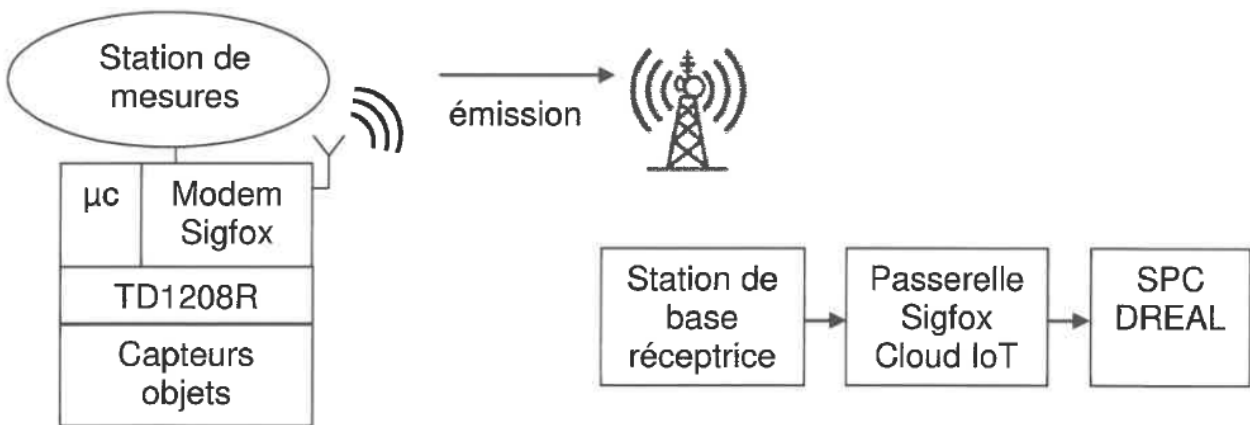 Station de
mesures
émission
µc
Modem
Sigfox
TD1208R
Capteurs
objets
Station de
base
réceptrice
Passerelle
Sigfox
Cloud IoT
SPC
DREAL